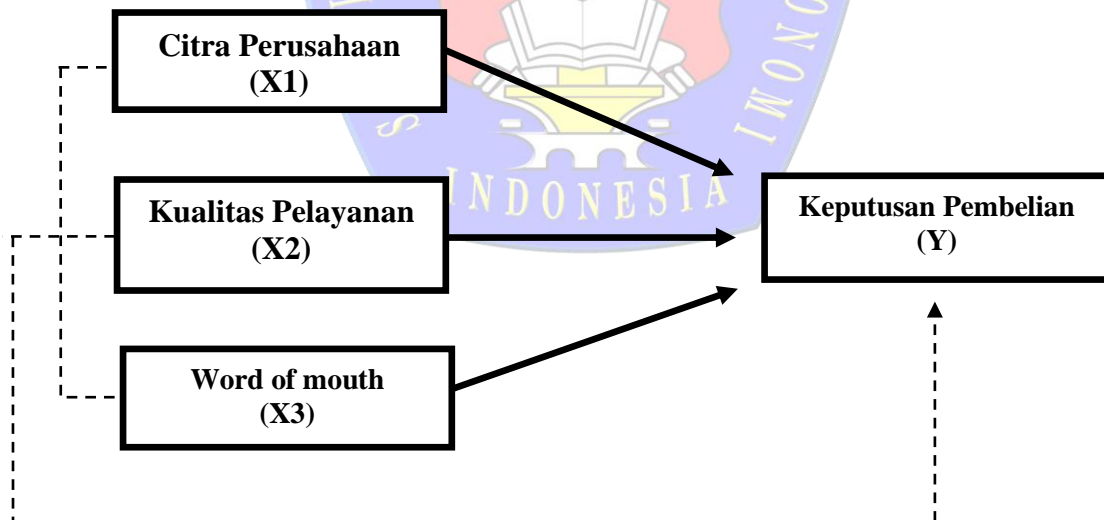 Citra Perusahaan
(X1)
Kualitas Pelayanan
(X2)
Word of mouth
(X3)
Keputusan Pembelian
(Y)
INDONESIA